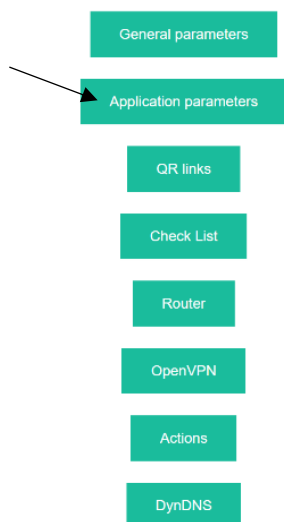 General parameters
Application parameters
QR links
Check List
Router
OpenVPN
Actions
DynDNS